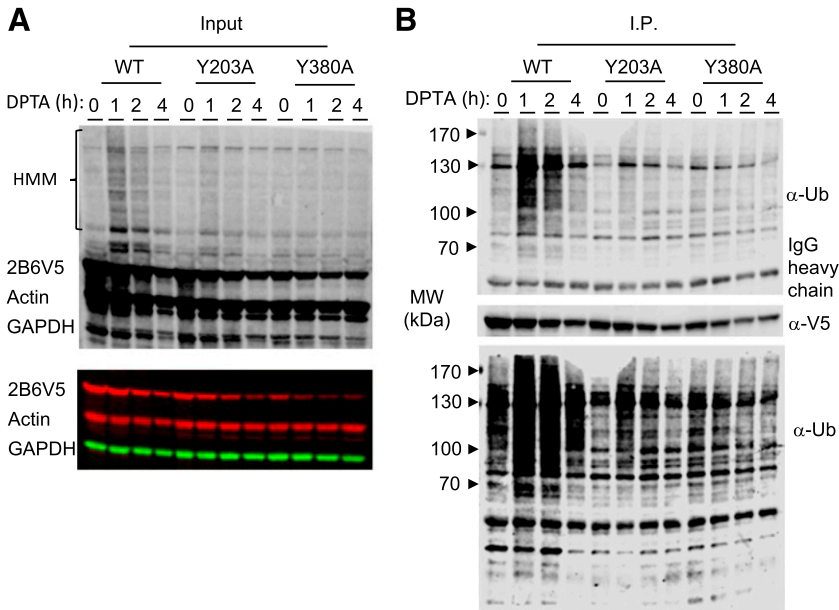 A
Input
WT Y203A Y380A
DPTA (h): 0 1 2 4 0 1 2 4 0 1 2 4
HMM
2B6V5
Actin
GAPDH
2B6V5
Actin
GAPDH
B
I.P.
WT Y203A Y380A
DPTA (h): 0 1 2 4 0 1 2 4 0 1 2 4
170
130
100
70
α-Ub
IgG
heavy
chain
MW
(kDa)
α-V5
170
130
100
70
α-Ub